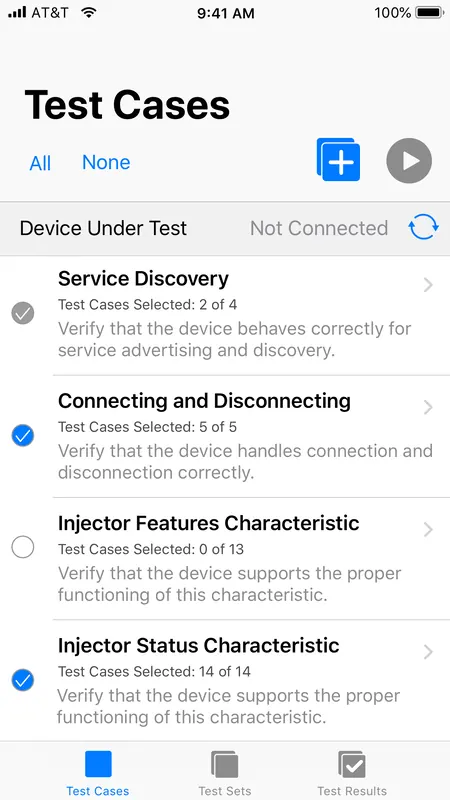 AT&T 9:41 AM 100%
Test Cases
All None
Device Under Test Not Connected
Service Discovery
Test Cases Selected: 2 of 4
Verify that the device behaves correctly for
service advertising and discovery.
Connecting and Disconnecting
Test Cases Selected: 5 of 5
Verify that the device handles connection and
disconnection correctly.
Injector Features Characteristic
Test Cases Selected: 0 of 13
Verify that the device supports the proper
functioning of this characteristic.
Injector Status Characteristic
Test Cases Selected: 14 of 14
Verify that the device supports the proper
functioning of this characteristic.
Test Cases Test Sets Test Results